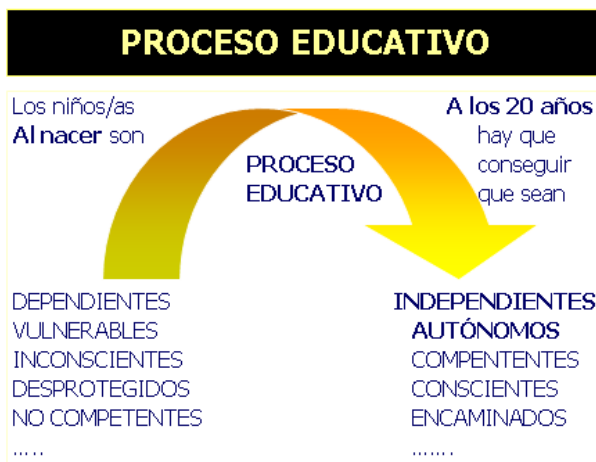 PROCESO EDUCATIVO
Los niños/as
Al nacer son
A los 20 años
hay que
conseguir
que sean
PROCESO
EDUCATIVO
DEPENDIENTES
VULNERABLES
INCONSCIENTES
DESPROTEGIDOS
NO COMPETENTES
.....
INDEPENDIENTES
AUTÓNOMOS
COMPENTENTES
CONSCIENTES
ENCAMINADOS
.......